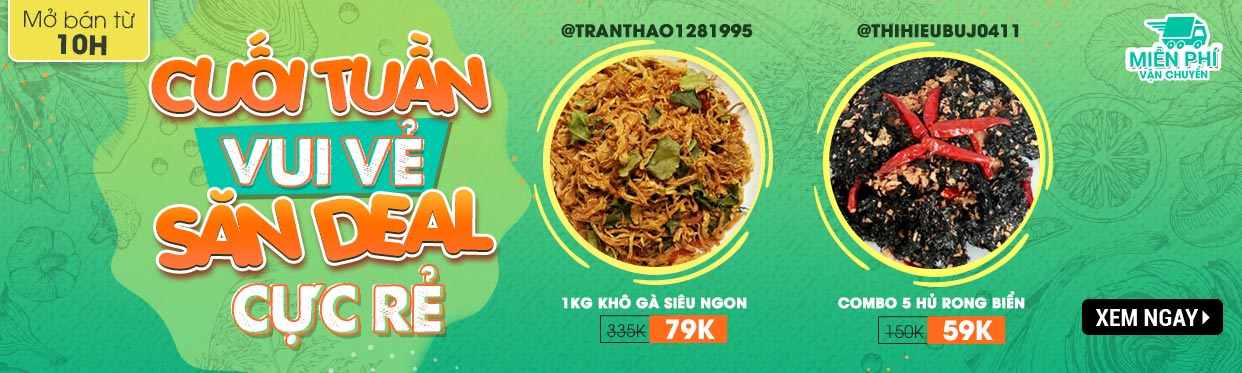 Mở bán từ
10H
CUỐI TUẦN
VUI VẺ
SĂN DEAL
CỰC RẺ
@TRANTHAO1281995
1KG KHÔ GÀ SIÊU NGON
335K 79K
@THIHIEUBUJ0411
COMBO 5 HỦ RONG BIỂN
150K 59K
MIỄN PHÍ
VẬN CHUYỂN
XEM NGAY